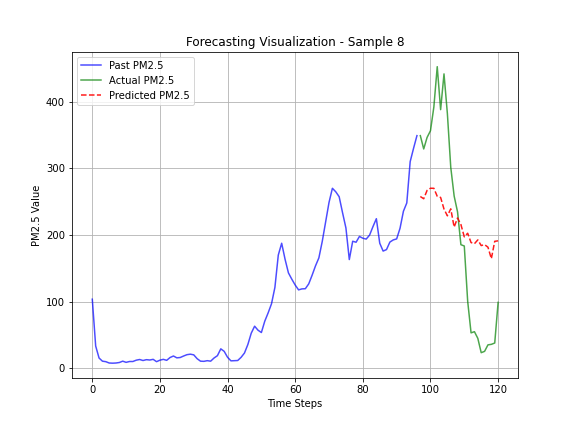 Forecasting Visualization - Sample 8
Past PM2.5
Actual PM2.5
Predicted PM2.5
PM2.5 Value
400
300
200
100
0
0 20 40 60 80 100 120
Time Steps